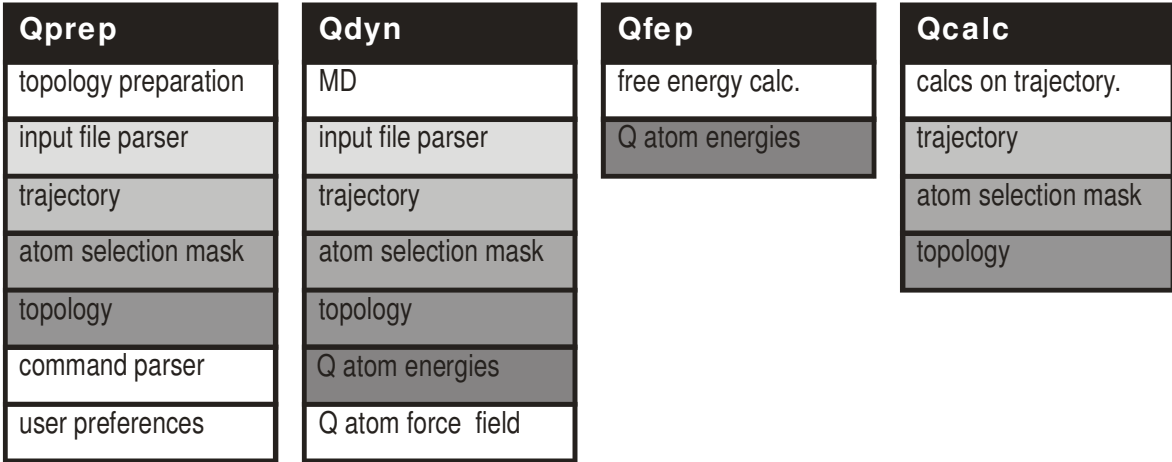 Qprep
topology preparation
input file parser
trajectory
atom selection mask
topology
command parser
user preferences
Qdyn
MD
input file parser
trajectory
atom selection mask
topology
Q atom energies
Q atom force field
Qfep
free energy calc.
Q atom energies
Qcalc
calcs on trajectory.
trajectory
atom selection mask
topology